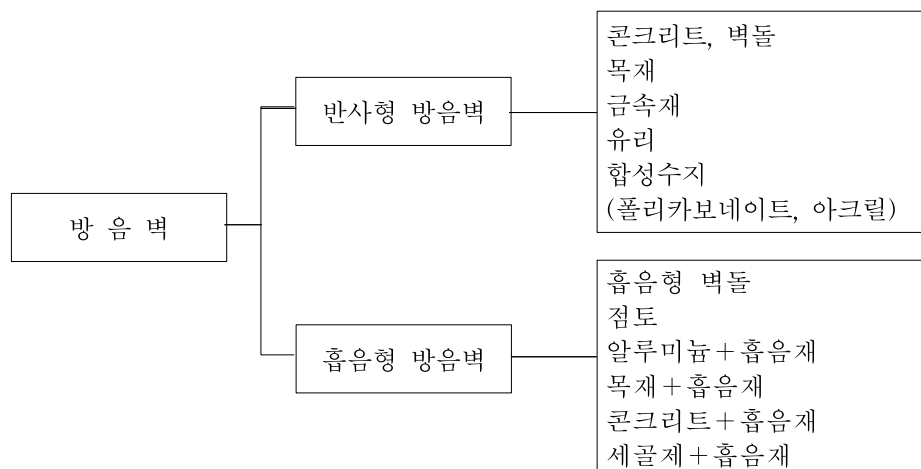 방 음 벽
반사형 방음벽
콘크리트, 벽돌
목재
금속재
유리
합성수지
(폴리카보네이트, 아크릴)
흡음형 방음벽
흡음형 벽돌
점토
알루미늄+흡음재
목재+흡음재
콘크리트+흡음재
세골제+흡음재